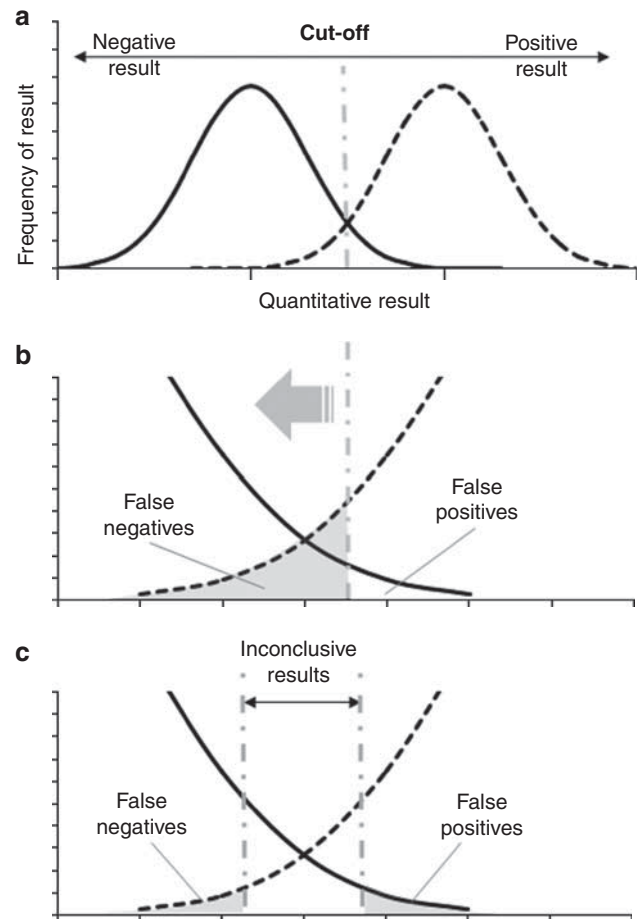 a
Cut-off
Negative
result
Positive
result
Frequency of result
Quantitative result
b
False
negatives
False
positives
c
Inconclusive
results
False
negatives
False
positives